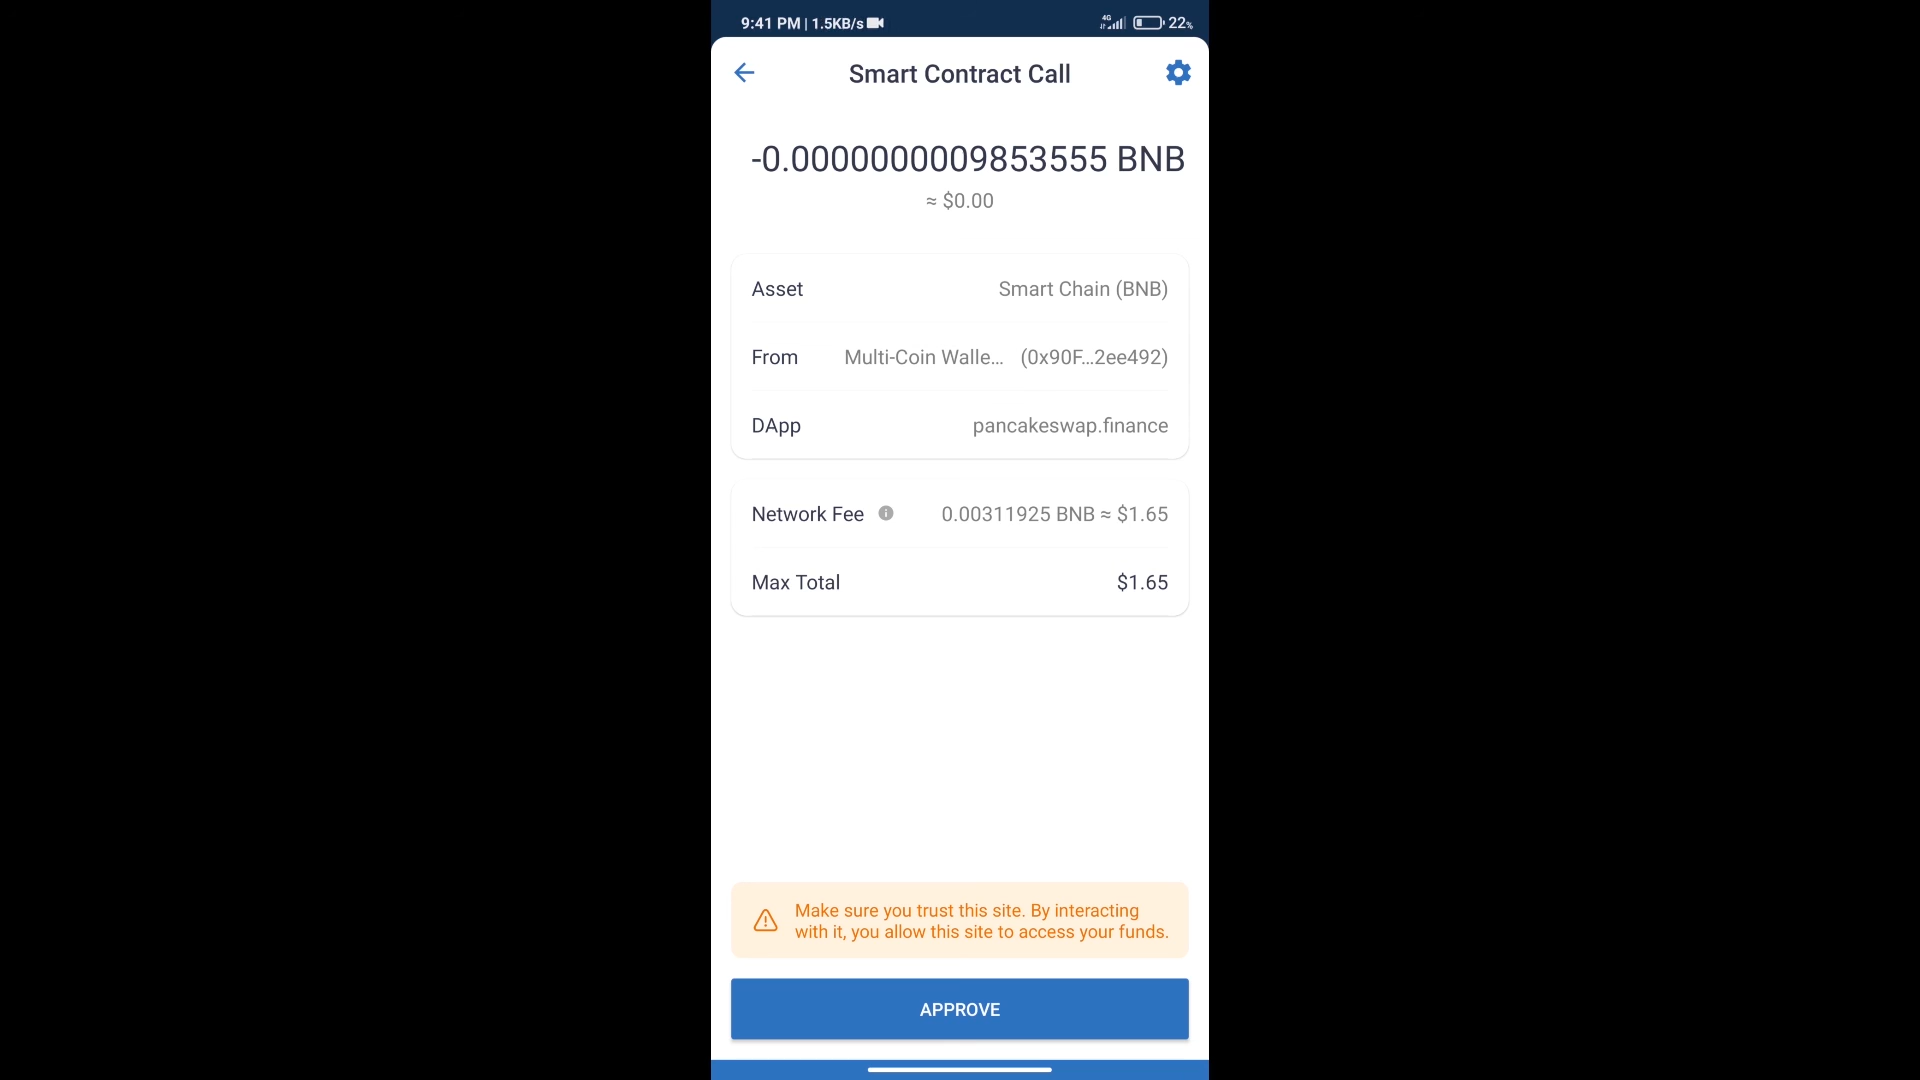 9:41 PM | 1.5KB/s 4G 22%
Smart Contract Call
-0.0000000009853555 BNB
≈ $0.00
Asset Smart Chain (BNB)
From Multi-Coin Walle... (0x90F...2ee492)
DApp pancakeswap.finance
Network Fee 0.00311925 BNB ≈ $1.65
Max Total $1.65
Make sure you trust this site. By interacting
with it, you allow this site to access your funds.
APPROVE